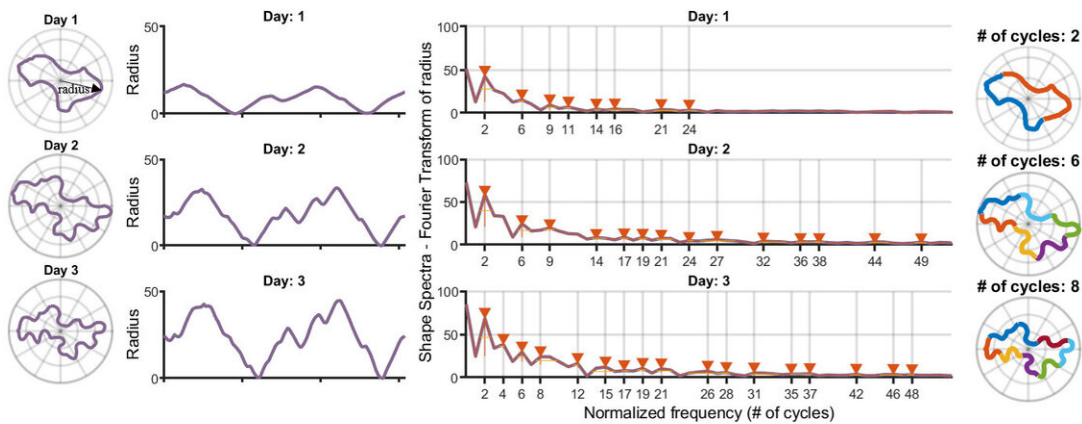 Day 1
radius
Day 2
Day 3
Day: 1
Radius
50
0
Day: 2
Radius
50
0
Day: 3
Radius
50
0
Shape Spectra - Fourier Transform of radius
Day: 1
100
50
0
2 6 9 11 14 16 21 24
Day: 2
100
50
0
2 6 9 14 17 19 21 24 27 32 36 38 44 49
Day: 3
100
50
0
2 4 6 8 12 15 17 19 21 26 28 31 35 37 42 46 48
Normalized frequency (# of cycles)
# of cycles: 2
# of cycles: 6
# of cycles: 8